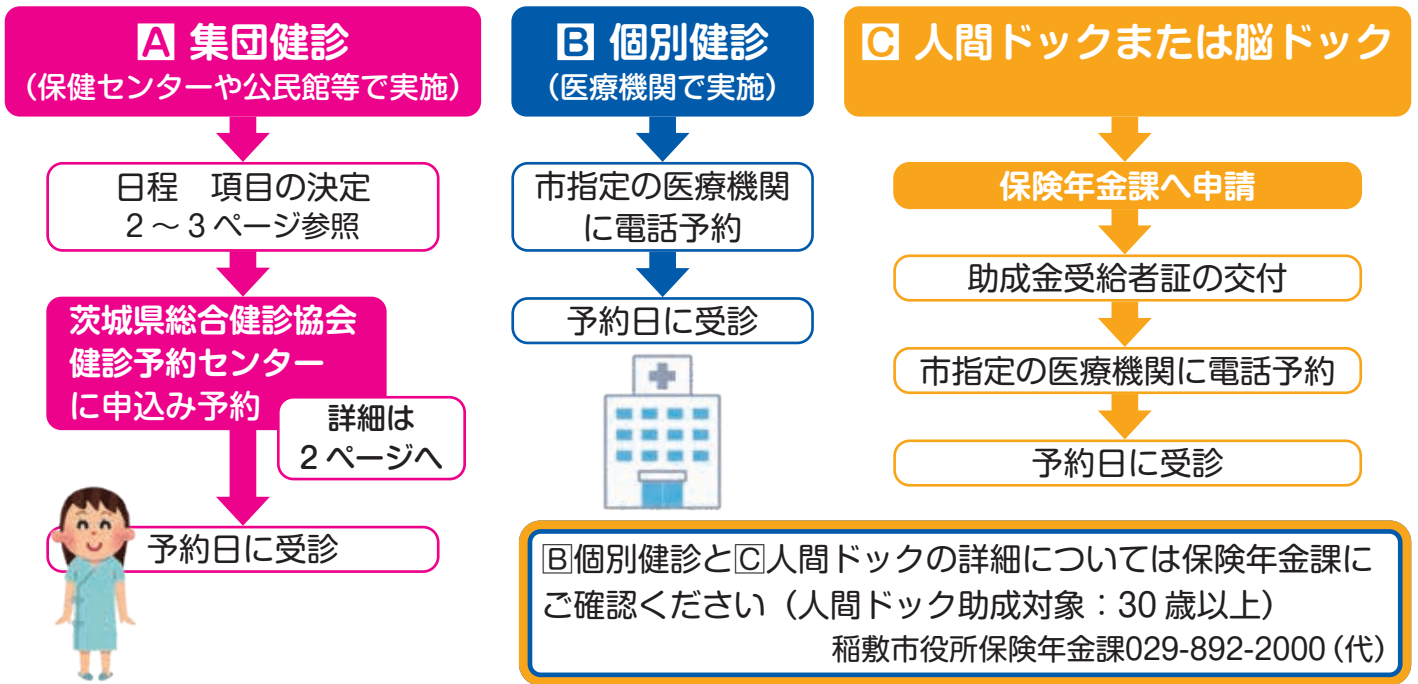 A 集団健診
（保健センターや公民館等で実施）
日程　項目の決定
2～3ページ参照
茨城県総合健診協会
健診予約センター
に申込み予約
詳細は
2ページへ
予約日に受診
B 個別健診
（医療機関で実施）
市指定の医療機関
に電話予約
予約日に受診
C 人間ドックまたは脳ドック
保険年金課へ申請
助成金受給者証の交付
市指定の医療機関に電話予約
予約日に受診
B個別健診とC人間ドックの詳細については保険年金課に
ご確認ください（人間ドック助成対象：30歳以上）
稲敷市役所保険年金課029-892-2000（代）